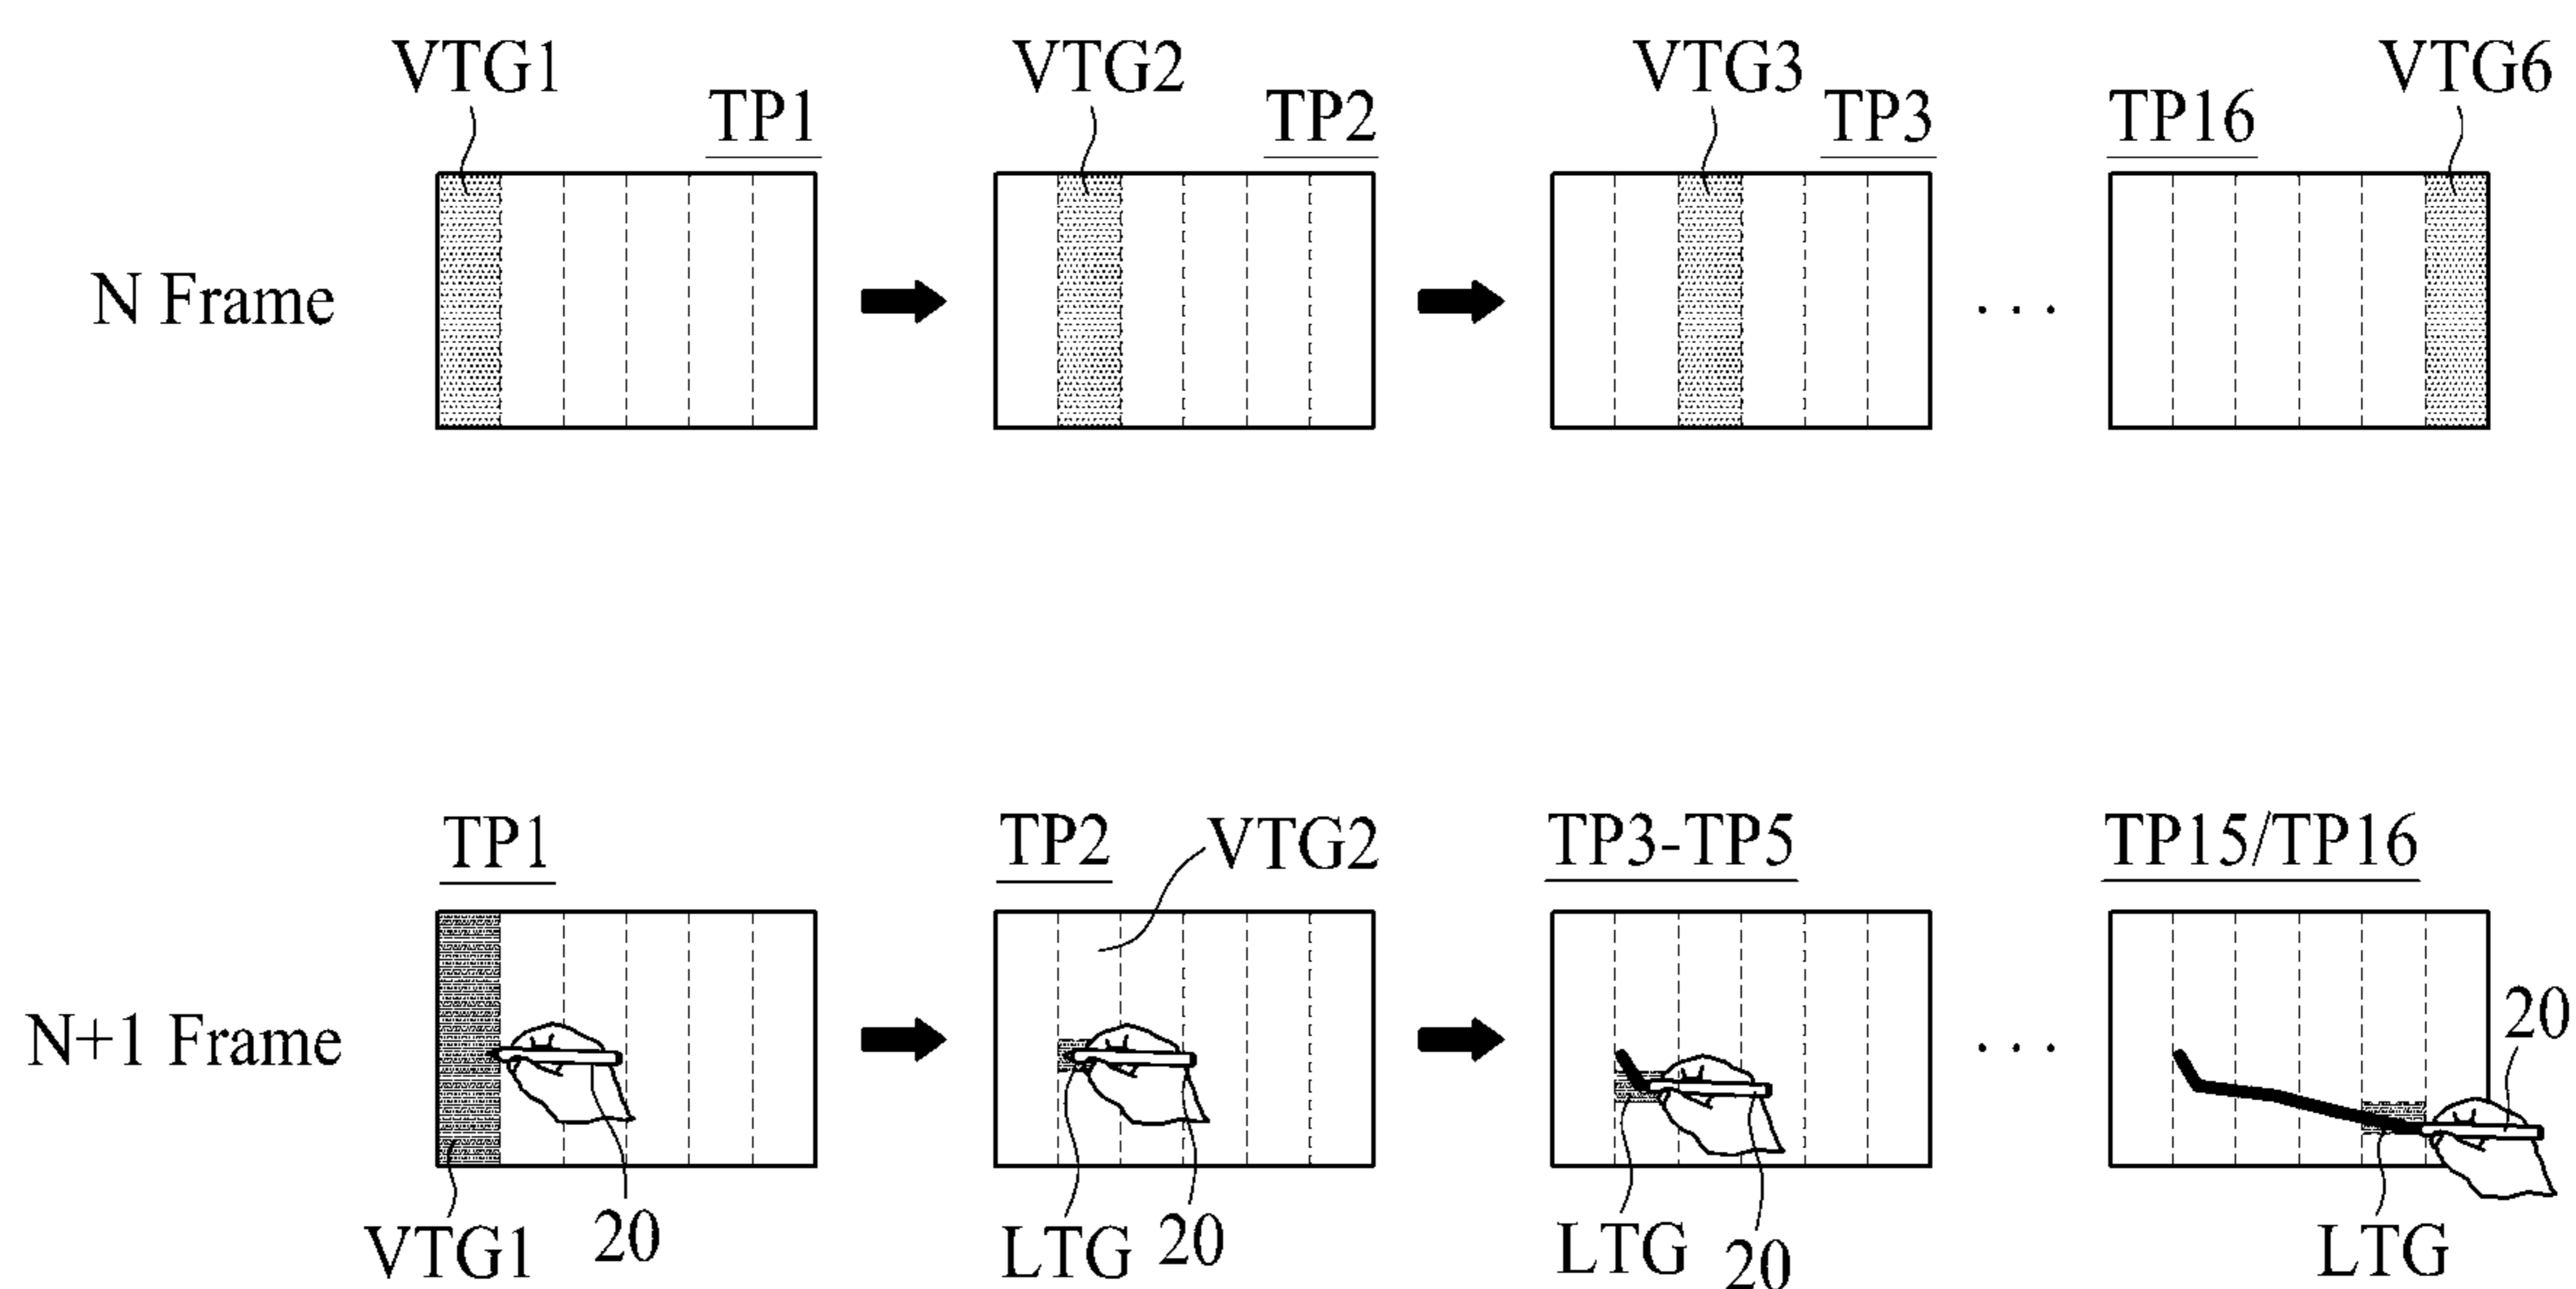 VTG1 VTG2 VTG3 VTG6
TP1 TP2 TP3 TP16
N Frame
. . .
TP1 TP2 VTG2 TP3-TP5 TP15/TP16
N+1 Frame
. . .
20
VTG1 20 LTG 20 LTG 20 LTG